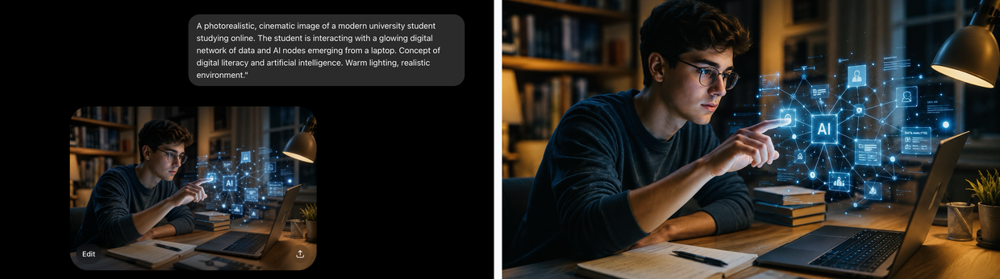 A photorealistic, cinematic image of a modern university student
studying online. The student is interacting with a glowing digital
network of data and AI nodes emerging from a laptop. Concept of
digital literacy and artificial intelligence. Warm lighting, realistic
environment."
AI
Edit
AI
DATA ANALYTICS